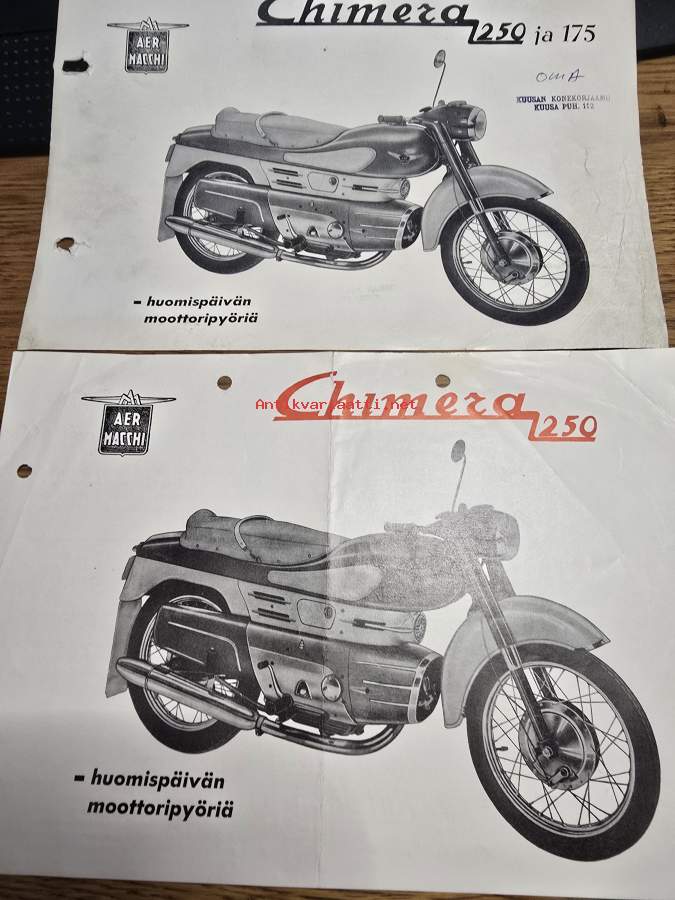 Chimera
250 ja 175
AER
MACCHI
OMA
KUUSAN KONEKORJAAMO
KUUSA PUH. 112
- huomispäivän
moottoripyöriä
Chimera
250
Antikvariaatti.net
AER
MACCHI
- huomispäivän
moottoripyöriä